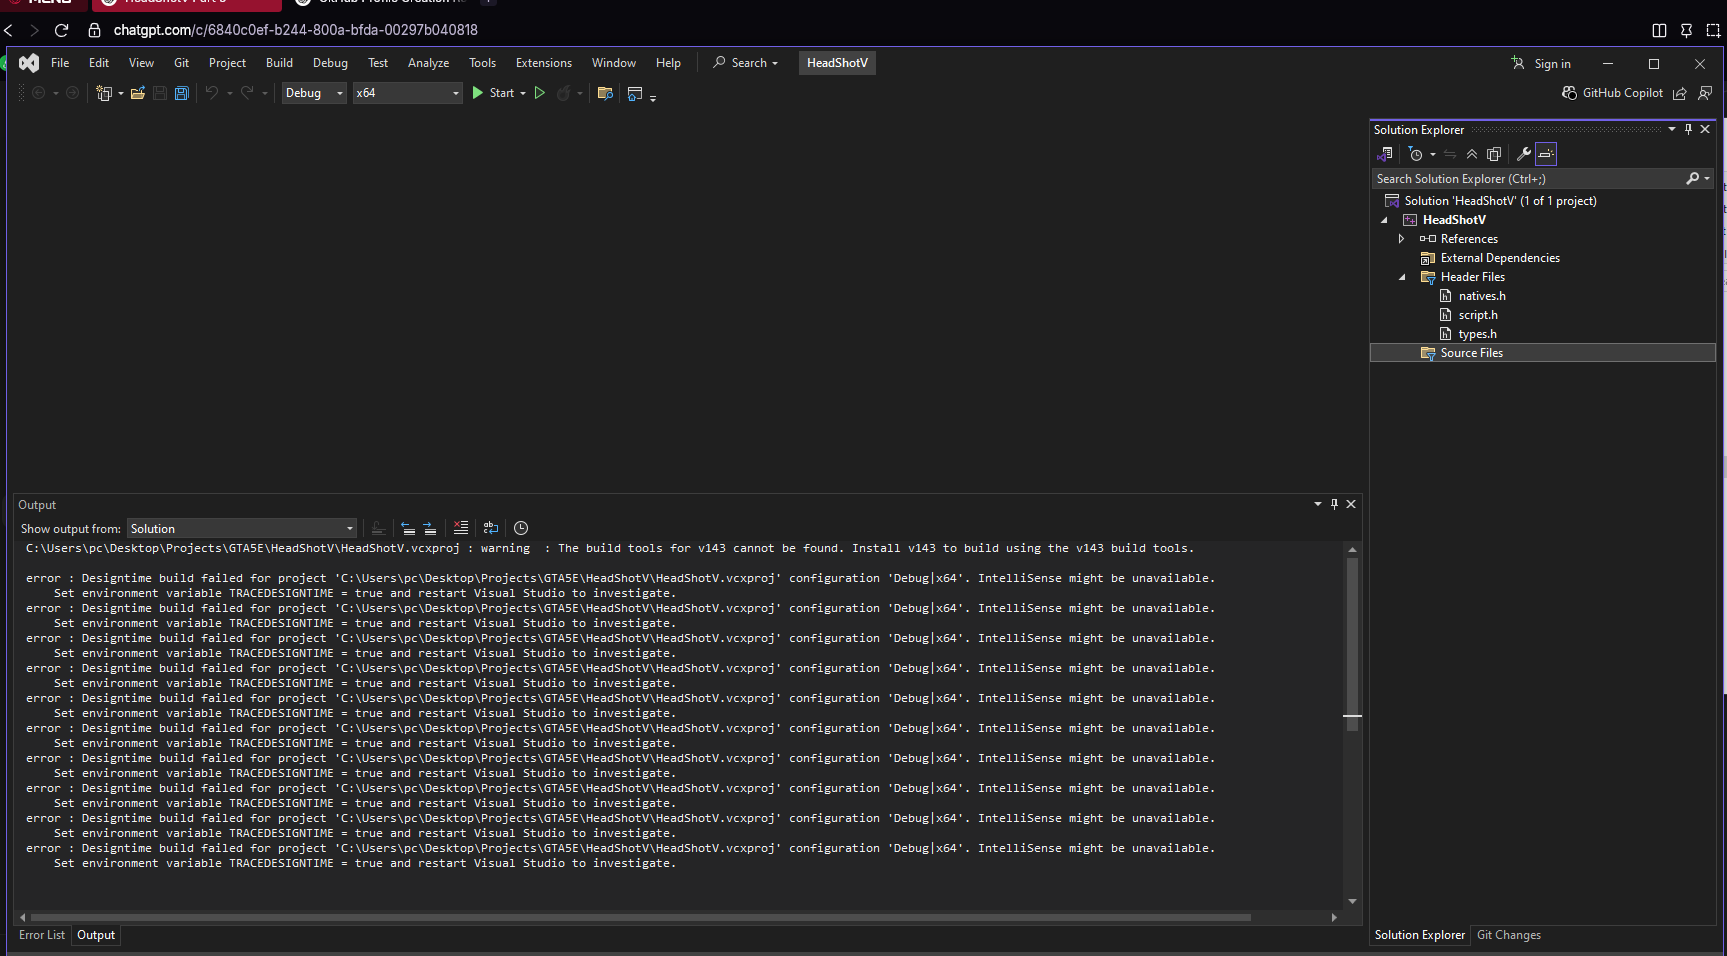 chatgpt.com/c/6840c0ef-b244-800a-bfda-00297b040818
File Edit View Git Project Build Debug Test Analyze Tools Extensions Window Help Search HeadShotV Sign in
Debug x64 Start GitHub Copilot
Solution Explorer
Search Solution Explorer (Ctrl+;)
Solution 'HeadShotV' (1 of 1 project)
HeadShotV
References
External Dependencies
Header Files
natives.h
script.h
types.h
Source Files
Output
Show output from: Solution
C:\Users\pc\Desktop\Projects\GTA5E\HeadShotV\HeadShotV.vcxproj : warning  : The build tools for v143 cannot be found. Install v143 to build using the v143 build tools.
error : Designtime build failed for project 'C:\Users\pc\Desktop\Projects\GTA5E\HeadShotV\HeadShotV.vcxproj' configuration 'Debug|x64'. IntelliSense might be unavailable.
Set environment variable TRACEDESIGNTIME = true and restart Visual Studio to investigate.
error : Designtime build failed for project 'C:\Users\pc\Desktop\Projects\GTA5E\HeadShotV\HeadShotV.vcxproj' configuration 'Debug|x64'. IntelliSense might be unavailable.
Set environment variable TRACEDESIGNTIME = true and restart Visual Studio to investigate.
error : Designtime build failed for project 'C:\Users\pc\Desktop\Projects\GTA5E\HeadShotV\HeadShotV.vcxproj' configuration 'Debug|x64'. IntelliSense might be unavailable.
Set environment variable TRACEDESIGNTIME = true and restart Visual Studio to investigate.
error : Designtime build failed for project 'C:\Users\pc\Desktop\Projects\GTA5E\HeadShotV\HeadShotV.vcxproj' configuration 'Debug|x64'. IntelliSense might be unavailable.
Set environment variable TRACEDESIGNTIME = true and restart Visual Studio to investigate.
error : Designtime build failed for project 'C:\Users\pc\Desktop\Projects\GTA5E\HeadShotV\HeadShotV.vcxproj' configuration 'Debug|x64'. IntelliSense might be unavailable.
Set environment variable TRACEDESIGNTIME = true and restart Visual Studio to investigate.
error : Designtime build failed for project 'C:\Users\pc\Desktop\Projects\GTA5E\HeadShotV\HeadShotV.vcxproj' configuration 'Debug|x64'. IntelliSense might be unavailable.
Set environment variable TRACEDESIGNTIME = true and restart Visual Studio to investigate.
error : Designtime build failed for project 'C:\Users\pc\Desktop\Projects\GTA5E\HeadShotV\HeadShotV.vcxproj' configuration 'Debug|x64'. IntelliSense might be unavailable.
Set environment variable TRACEDESIGNTIME = true and restart Visual Studio to investigate.
error : Designtime build failed for project 'C:\Users\pc\Desktop\Projects\GTA5E\HeadShotV\HeadShotV.vcxproj' configuration 'Debug|x64'. IntelliSense might be unavailable.
Set environment variable TRACEDESIGNTIME = true and restart Visual Studio to investigate.
error : Designtime build failed for project 'C:\Users\pc\Desktop\Projects\GTA5E\HeadShotV\HeadShotV.vcxproj' configuration 'Debug|x64'. IntelliSense might be unavailable.
Set environment variable TRACEDESIGNTIME = true and restart Visual Studio to investigate.
error : Designtime build failed for project 'C:\Users\pc\Desktop\Projects\GTA5E\HeadShotV\HeadShotV.vcxproj' configuration 'Debug|x64'. IntelliSense might be unavailable.
Set environment variable TRACEDESIGNTIME = true and restart Visual Studio to investigate.
Error List Output
Solution Explorer Git Changes